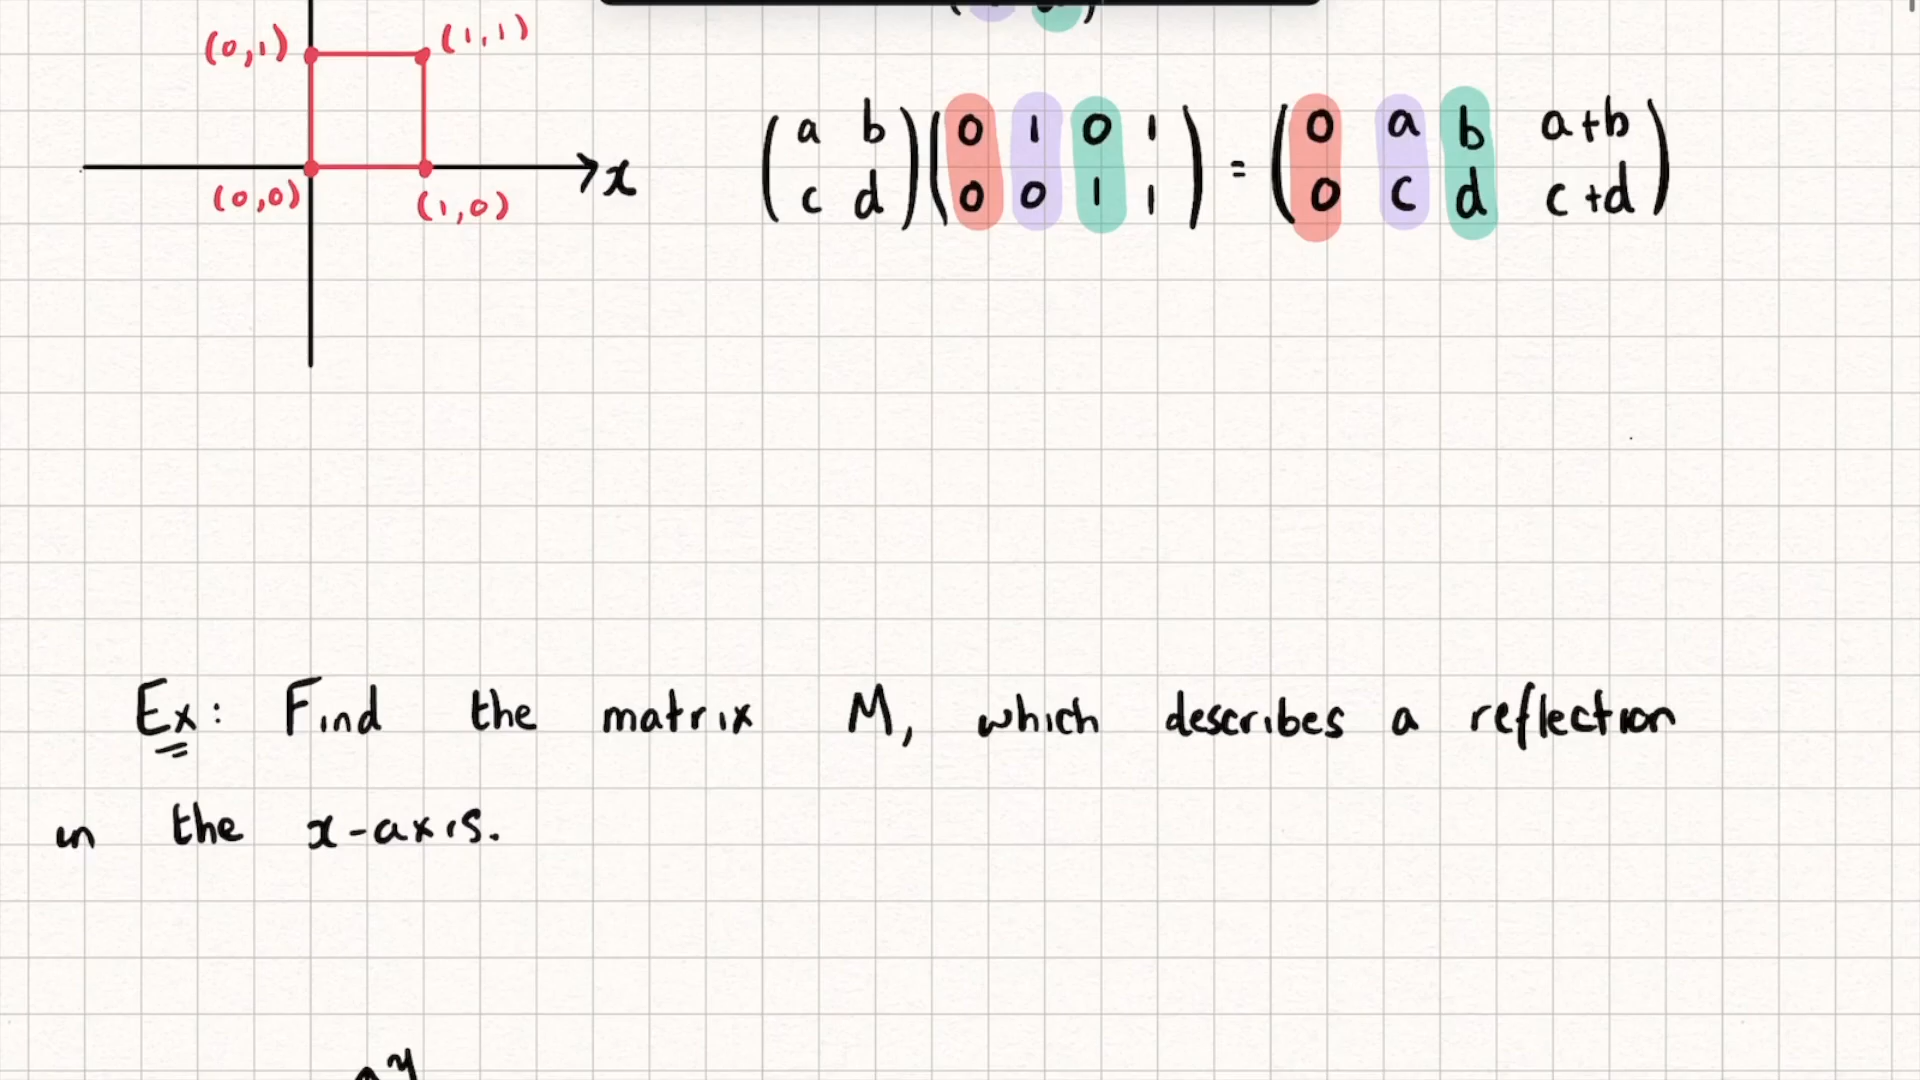 (0,1) (1,1)
x
(0,0) (1,0)
(a b) (0 1 0 1) = (0 a b a+b)
(c d) (0 0 1 1) (0 c d c+d)
Ex: Find the matrix M, which describes a reflection
in the x-axis.
y